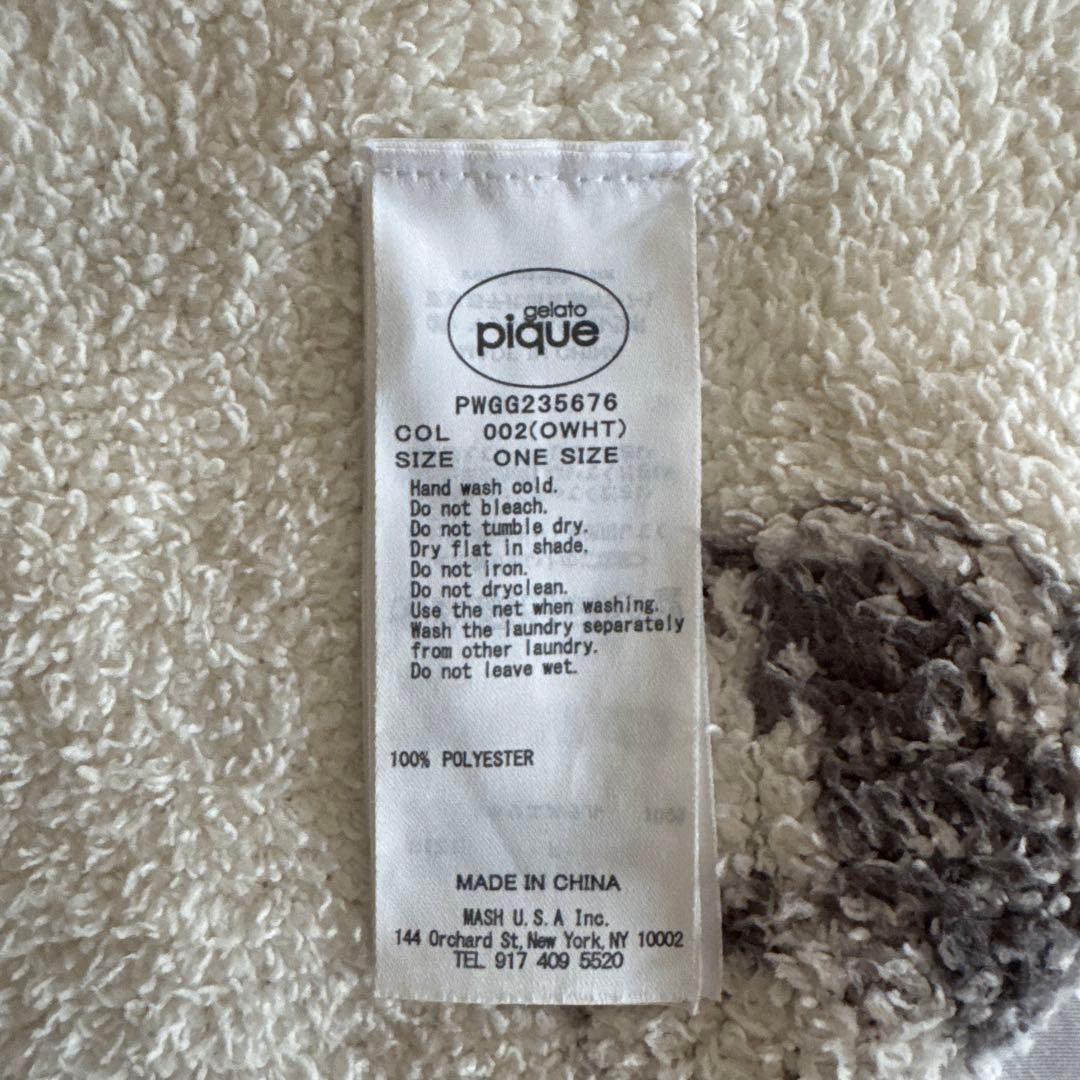 gelato
pique
PWGG235676
COL 002(OWHT)
SIZE ONE SIZE
Hand wash cold.
Do not bleach.
Do not tumble dry.
Dry flat in shade.
Do not iron.
Do not dryclean.
Use the net when washing.
Wash the laundry separately
from other laundry.
Do not leave wet.
100% POLYESTER
MADE IN CHINA
MASH U.S.A Inc.
144 Orchard St, New York, NY 10002
TEL 917 409 5520